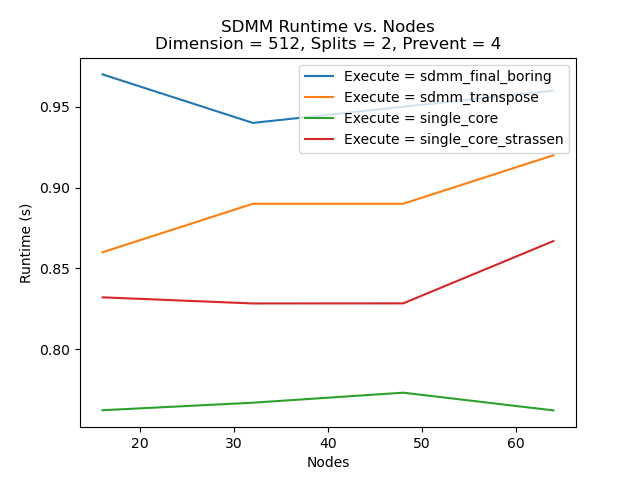 SDMM Runtime vs. Nodes
Dimension = 512, Splits = 2, Prevent = 4
Execute = sdmm_final_boring
Execute = sdmm_transpose
Execute = single_core
Execute = single_core_strassen
0.95
0.90
0.85
0.80
Runtime (s)
20 30 40 50 60
Nodes